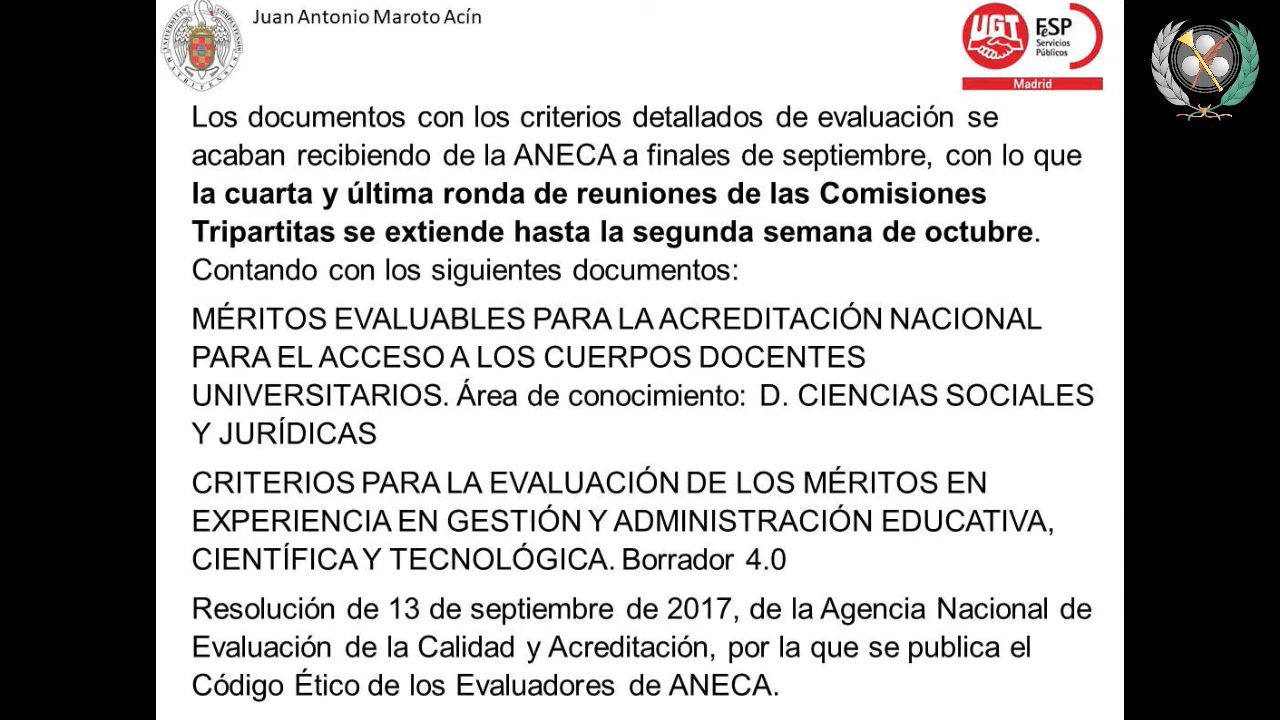 Juan Antonio Maroto Acín
UGT
FeSP
Servicios
Públicos
Madrid
Los documentos con los criterios detallados de evaluación se
acaban recibiendo de la ANECA a finales de septiembre, con lo que
la cuarta y última ronda de reuniones de las Comisiones
Tripartitas se extiende hasta la segunda semana de octubre.
Contando con los siguientes documentos:
MÉRITOS EVALUABLES PARA LA ACREDITACIÓN NACIONAL
PARA EL ACCESO A LOS CUERPOS DOCENTES
UNIVERSITARIOS. Área de conocimiento: D. CIENCIAS SOCIALES
Y JURÍDICAS
CRITERIOS PARA LA EVALUACIÓN DE LOS MÉRITOS EN
EXPERIENCIA EN GESTIÓN Y ADMINISTRACIÓN EDUCATIVA,
CIENTÍFICA Y TECNOLÓGICA. Borrador 4.0
Resolución de 13 de septiembre de 2017, de la Agencia Nacional de
Evaluación de la Calidad y Acreditación, por la que se publica el
Código Ético de los Evaluadores de ANECA.